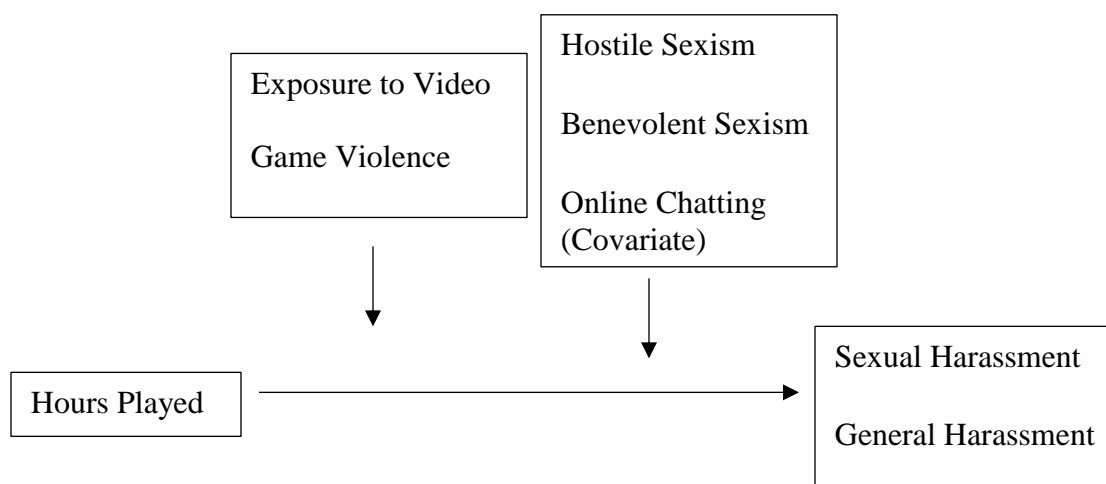 Exposure to Video
Game Violence
Hostile Sexism
Benevolent Sexism
Online Chatting
(Covariate)
Hours Played
Sexual Harassment
General Harassment